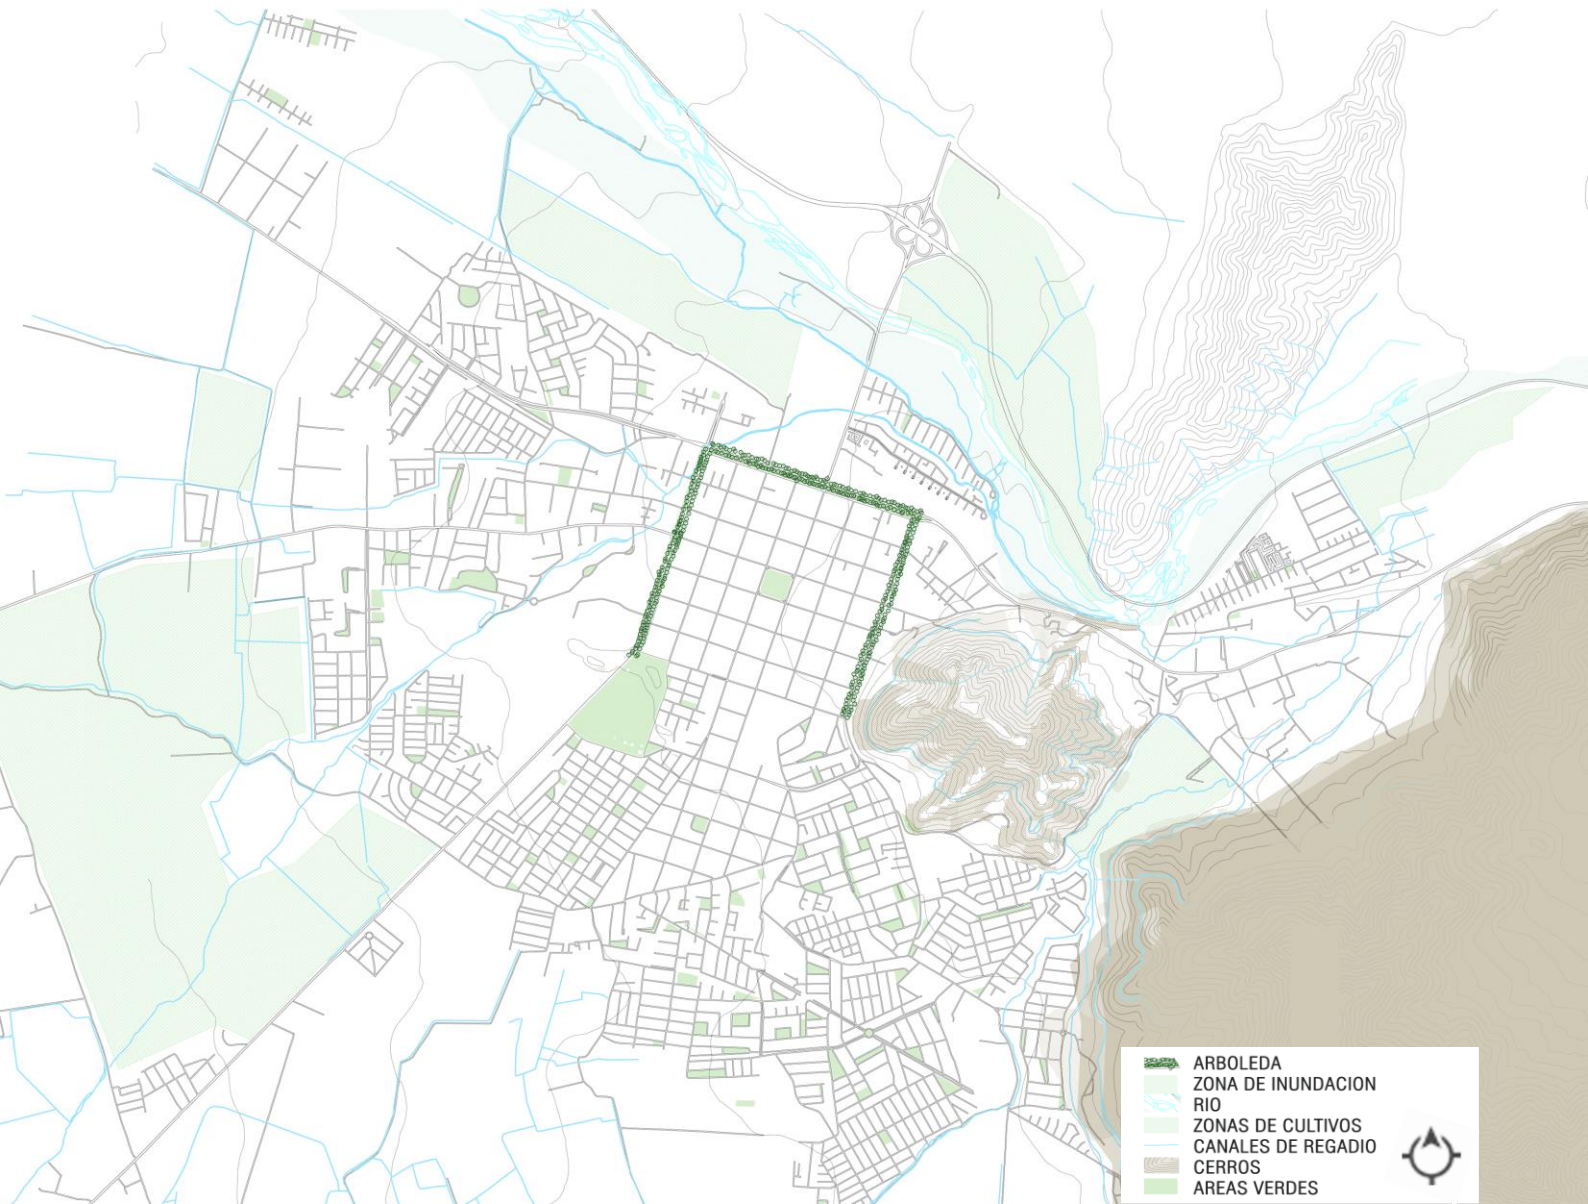 ARBOLEDA
ZONA DE INUNDACION
RIO
ZONAS DE CULTIVOS
CANALES DE REGADIO
CERROS
AREAS VERDES